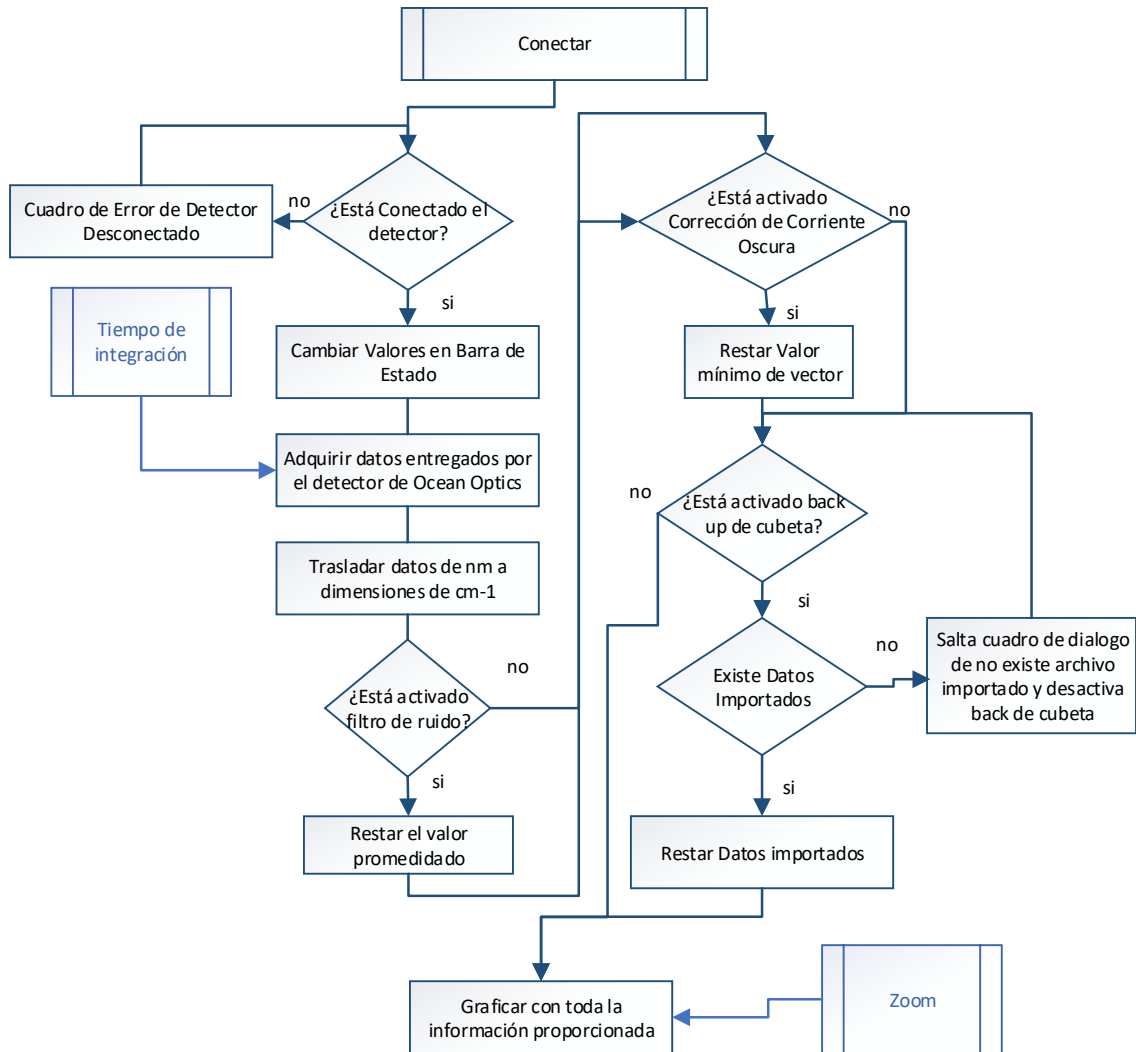 Conectar
Cuadro de Error de Detector
Desconectado
no
¿Está Conectado el
detector?
si
Tiempo de
integración
Cambiar Valores en Barra de
Estado
Adquirir datos entregados por
el detector de Ocean Optics
Trasladar datos de nm a
dimensiones de cm-1
¿Está activado
filtro de ruido?
no
si
Restar el valor
promedidado
¿Está activado
Corrección de Corriente
Oscura
no
si
Restar Valor
mínimo de vector
¿Está activado back
up de cubeta?
no
si
Existe Datos
Importados
no
Salta cuadro de dialogo
de no existe archivo
importado y desactiva
back de cubeta
si
Restar Datos importados
Graficar con toda la
información proporcionada
Zoom